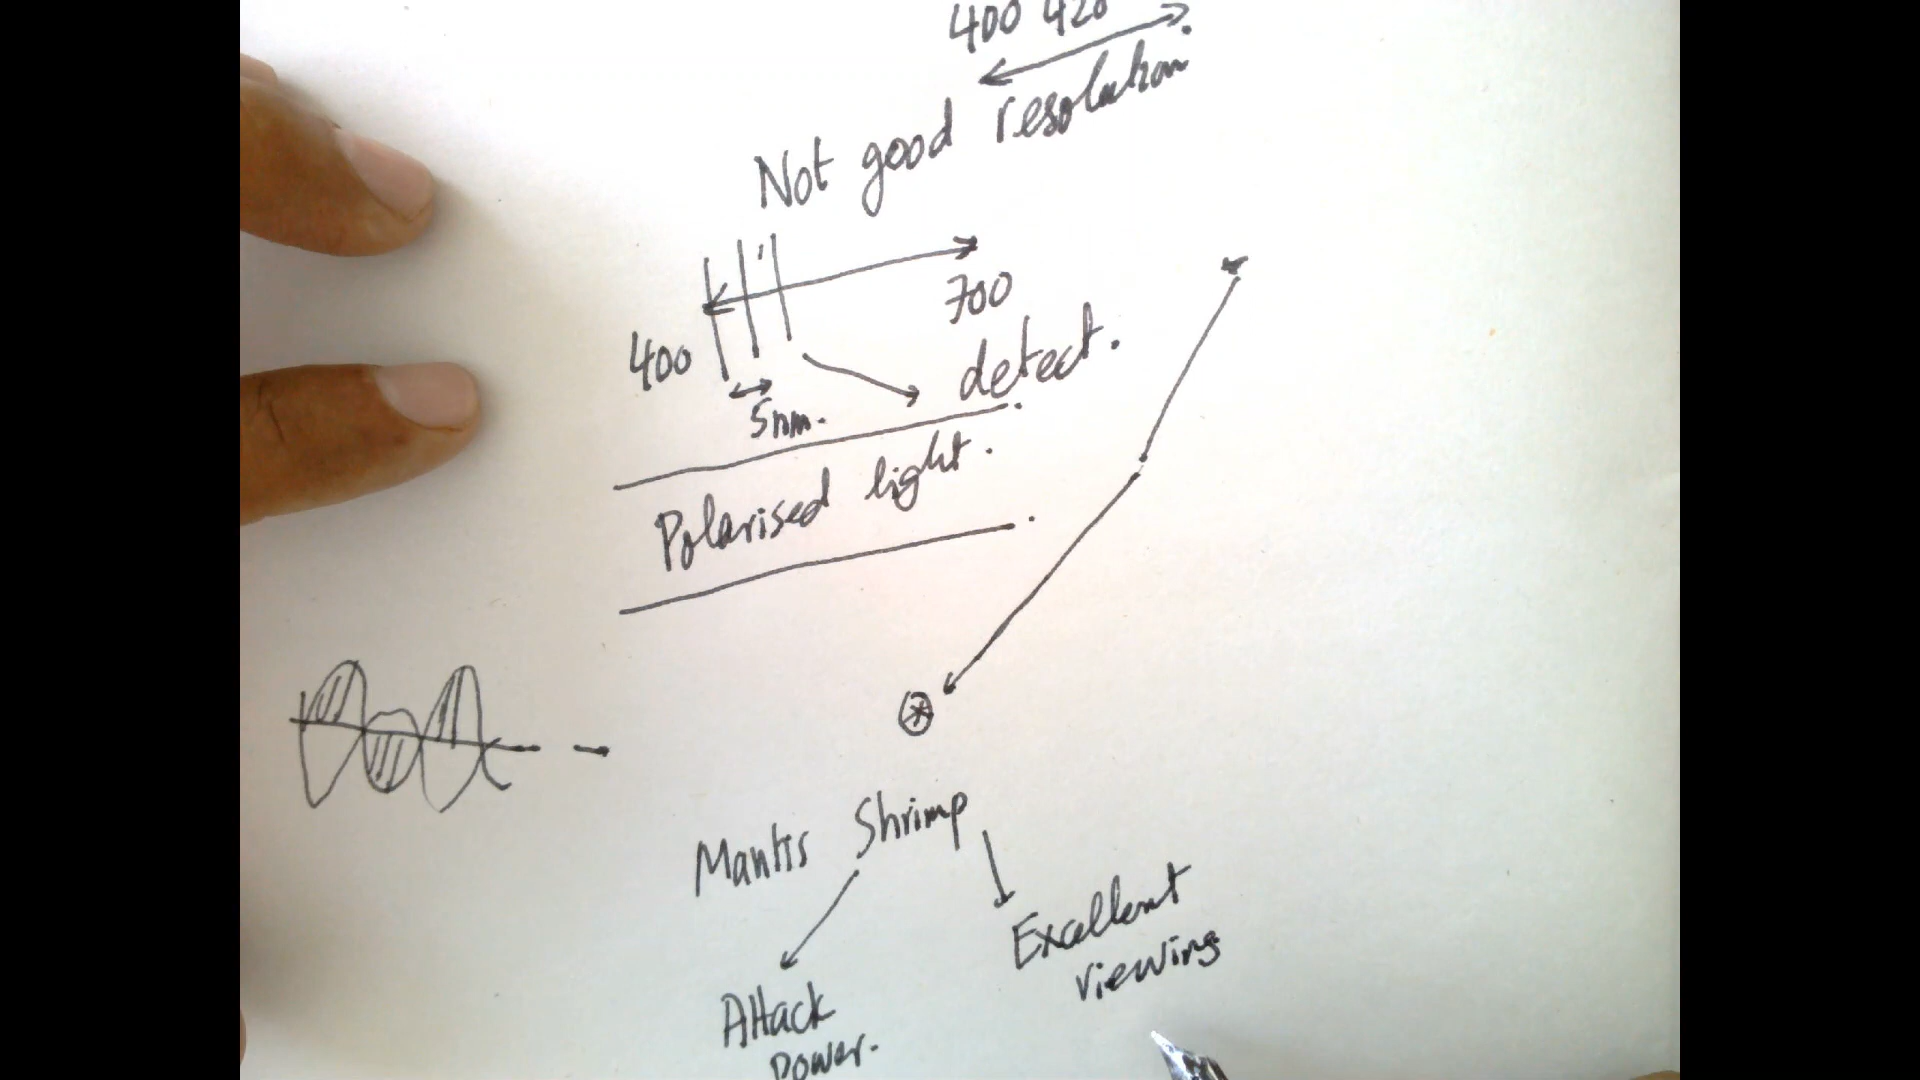 400 420
Not good resolution.
400
700
5nm.
detect.
Polarised light.
Mantis Shrimp
Attack
power.
Excellent
viewing